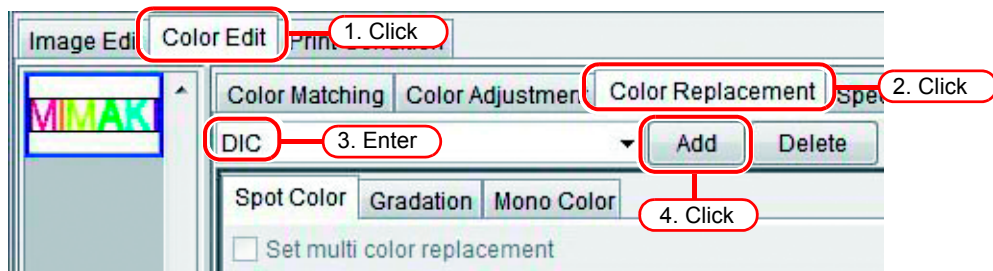 Image Edi Color Edit Print Condition 1. Click
MIMAKI Color Matching Color Adjustment Color Replacement Spec 2. Click
DIC 3. Enter Add Delete
Spot Color Gradation Mono Color 4. Click
Set multi color replacement